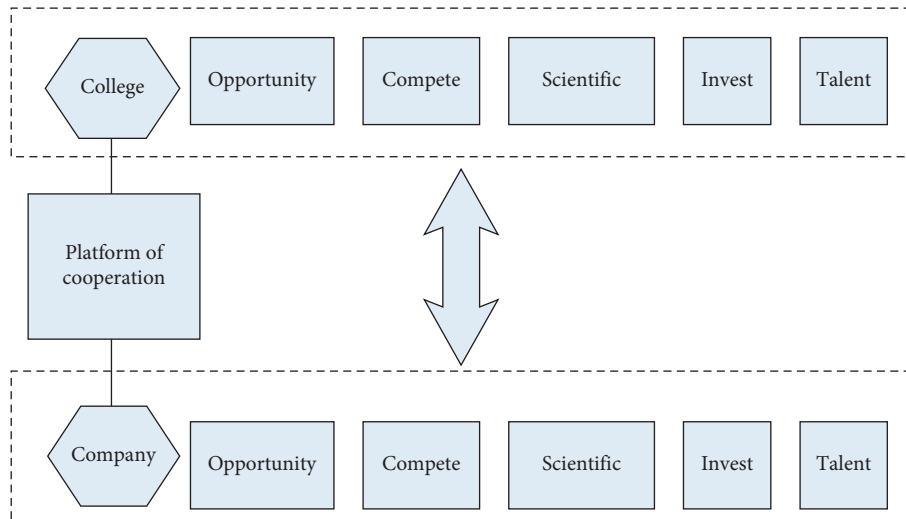 College
Opportunity
Compete
Scientific
Invest
Talent
Platform of
cooperation
Company
Opportunity
Compete
Scientific
Invest
Talent